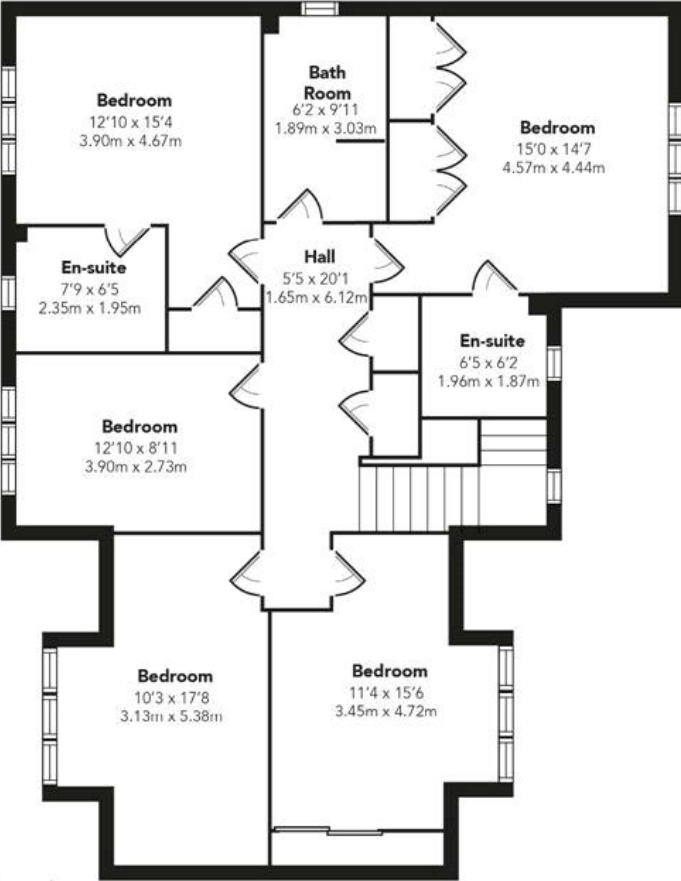 Bedroom
12'10 x 15'4
3.90m x 4.67m
Bath
Room
6'2 x 9'11
1.89m x 3.03m
Bedroom
15'0 x 14'7
4.57m x 4.44m
En-suite
7'9 x 6'5
2.35m x 1.95m
Hall
5'5 x 20'1
1.65m x 6.12m
En-suite
6'5 x 6'2
1.96m x 1.87m
Bedroom
12'10 x 8'11
3.90m x 2.73m
Bedroom
10'3 x 17'8
3.13m x 5.38m
Bedroom
11'4 x 15'6
3.45m x 4.72m